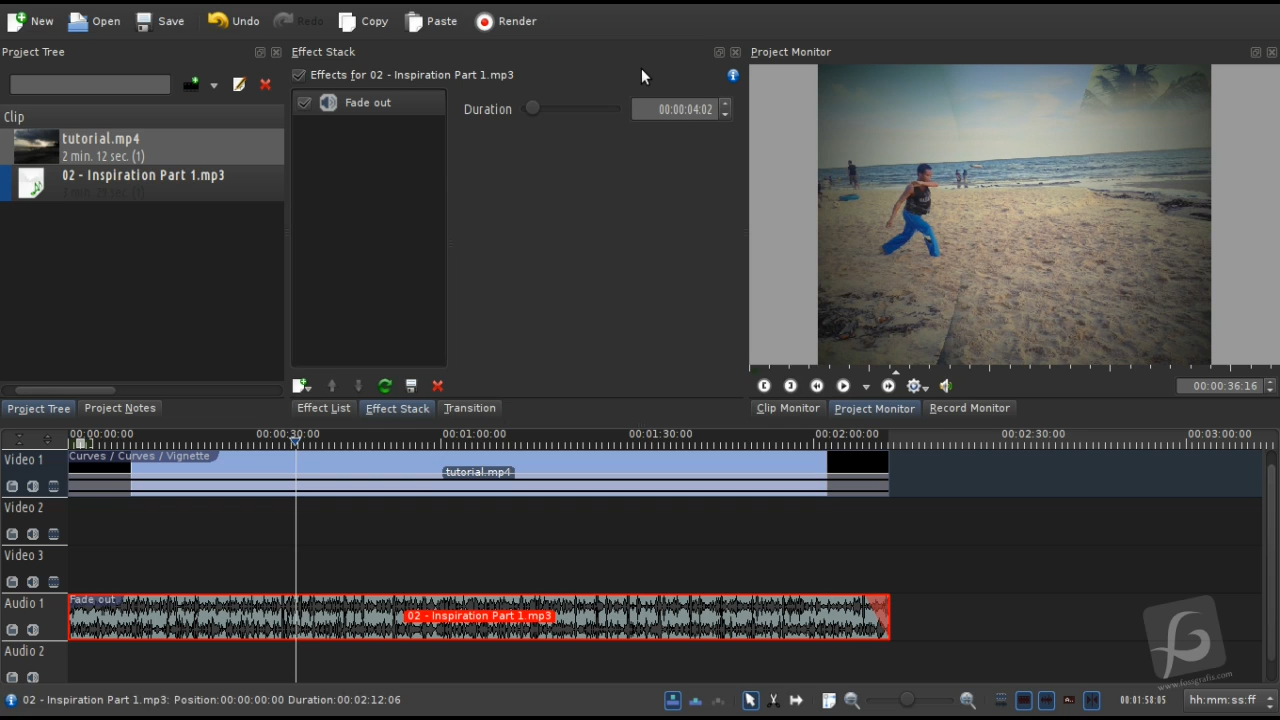 New
Open
Save
Undo
Redo
Copy
Paste
Render
Project Tree
Effect Stack
Project Monitor
Effects for 02 - Inspiration Part 1.mp3
Fade out
Duration
00:00:04:02
Clip
tutorial.mp4
2 min. 12 sec. (1)
02 - Inspiration Part 1.mp3
00:00:36:16
Project Tree
Project Notes
Effect List
Effect Stack
Transition
Clip Monitor
Project Monitor
Record Monitor
00:00:00:00
00:00:30:00
00:01:00:00
00:01:30:00
00:02:00:00
00:02:30:00
00:03:00:00
Video 1
Curves / Curves / Vignette
tutorial.mp4
Video 2
Video 3
Audio 1
Fade out
02 - Inspiration Part 1.mp3
Audio 2
www.fossgrafis.com
02 - Inspiration Part 1.mp3: Position:00:00:00:00 Duration:00:02:12:06
00:01:58:05
hh:mm:ss:ff